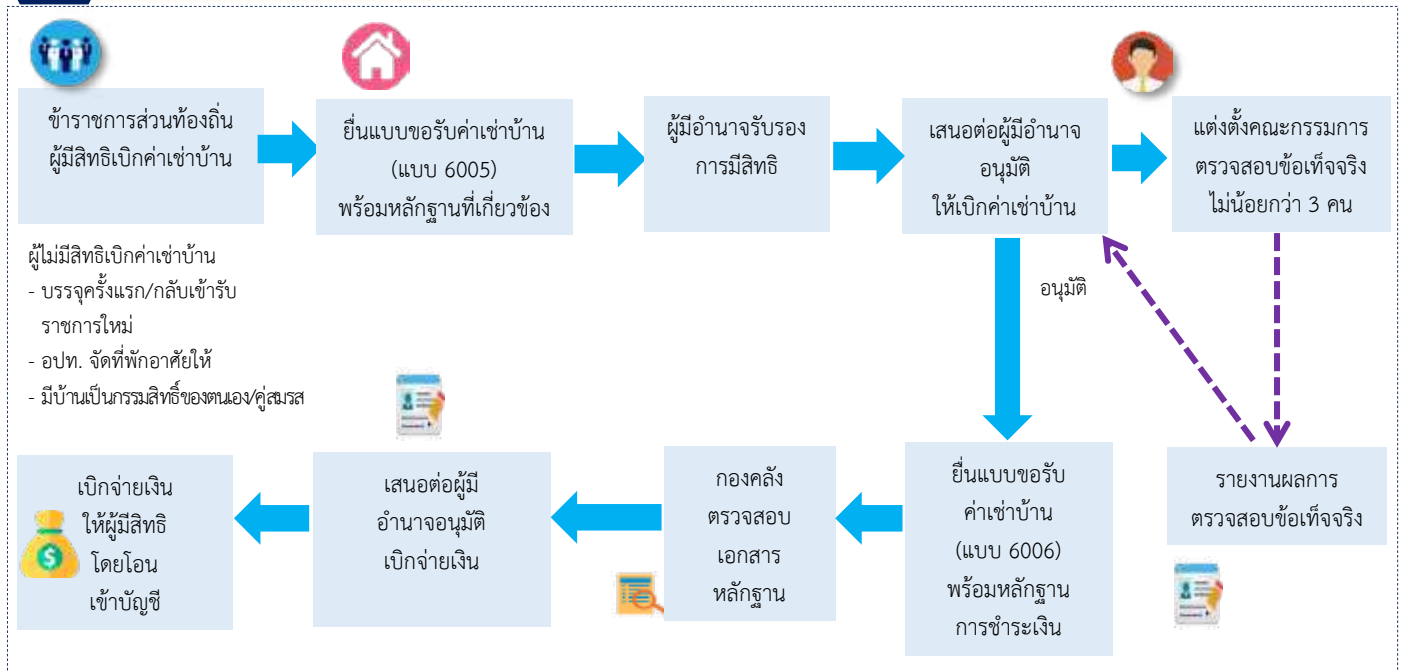 ข้าราชการส่วนท้องถิ่น
ผู้มีสิทธิเบิกค่าเช่าบ้าน
ยื่นแบบขอรับค่าเช่าบ้าน
(แบบ 6005)
พร้อมหลักฐานที่เกี่ยวข้อง
ผู้มีอำนาจรับรอง
การมีสิทธิ
เสนอต่อผู้มีอำนาจ
อนุมัติ
ให้เบิกค่าเช่าบ้าน
แต่งตั้งคณะกรรมการ
ตรวจสอบข้อเท็จจริง
ไม่น้อยกว่า 3 คน
ผู้ไม่มีสิทธิเบิกค่าเช่าบ้าน
- บรรจุครั้งแรก/กลับเข้ารับ
ราชการใหม่
- อปท. จัดที่พักอาศัยให้
- มีบ้านเป็นกรรมสิทธิ์ของตนเอง/คู่สมรส
อนุมัติ
รายงานผลการ
ตรวจสอบข้อเท็จจริง
ยื่นแบบขอรับ
ค่าเช่าบ้าน
(แบบ 6006)
พร้อมหลักฐาน
การชำระเงิน
กองคลัง
ตรวจสอบ
เอกสาร
หลักฐาน
เสนอต่อผู้มี
อำนาจอนุมัติ
เบิกจ่ายเงิน
เบิกจ่ายเงิน
ให้ผู้มีสิทธิ
โดยโอน
เข้าบัญชี